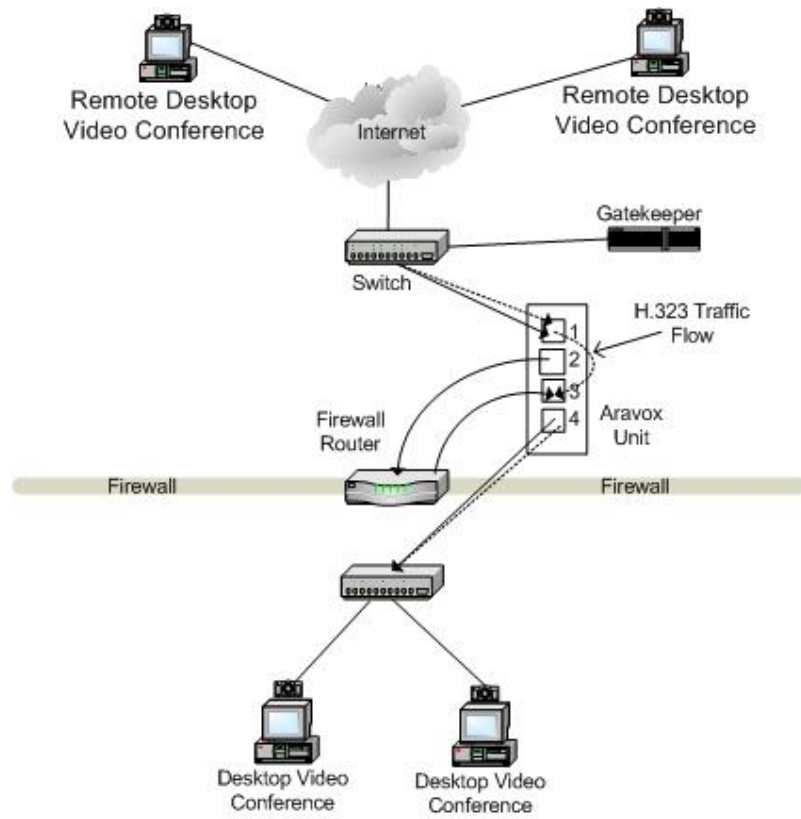 Remote Desktop
Video Conference
Remote Desktop
Video Conference
Internet
Gatekeeper
Switch
H.323 Traffic
Flow
1
2
3
4
Aravox
Unit
Firewall
Router
Firewall
Firewall
Desktop Video
Conference
Desktop Video
Conference